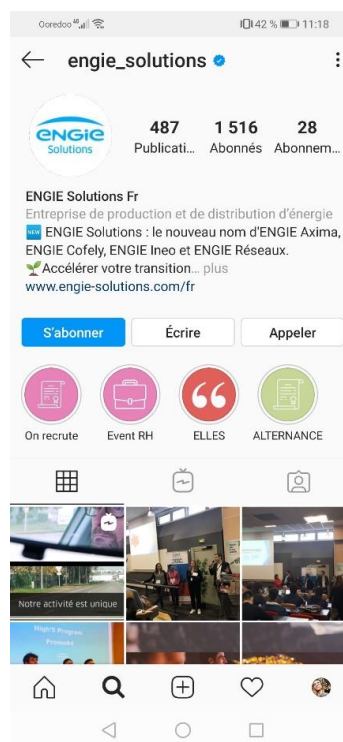 Ooredoo 4G 42 % 11:18
engie_solutions
ENGIE
Solutions
487 1 516 28
Publicati... Abonnés Abonnem...
ENGIE Solutions Fr
Entreprise de production et de distribution d'énergie
NEW ENGIE Solutions : le nouveau nom d'ENGIE Axima,
ENGIE Cofely, ENGIE Ineo et ENGIE Réseaux.
Accélérer votre transition... plus
www.engie-solutions.com/fr
S'abonner Écrire Appeler
On recrute Event RH ELLES ALTERNANCE
Notre activité est unique